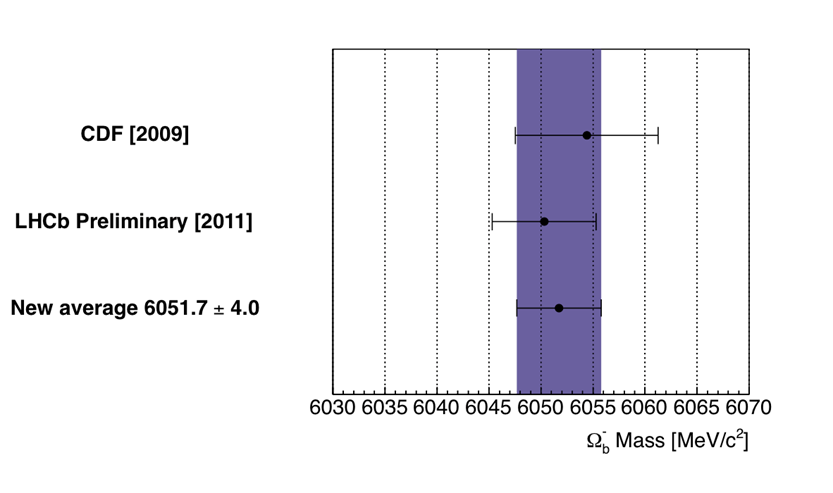 CDF [2009]
LHCb Preliminary [2011]
New average 6051.7 ± 4.0
6030 6035 6040 6045 6050 6055 6060 6065 6070
Ω⁻b Mass [MeV/c²]